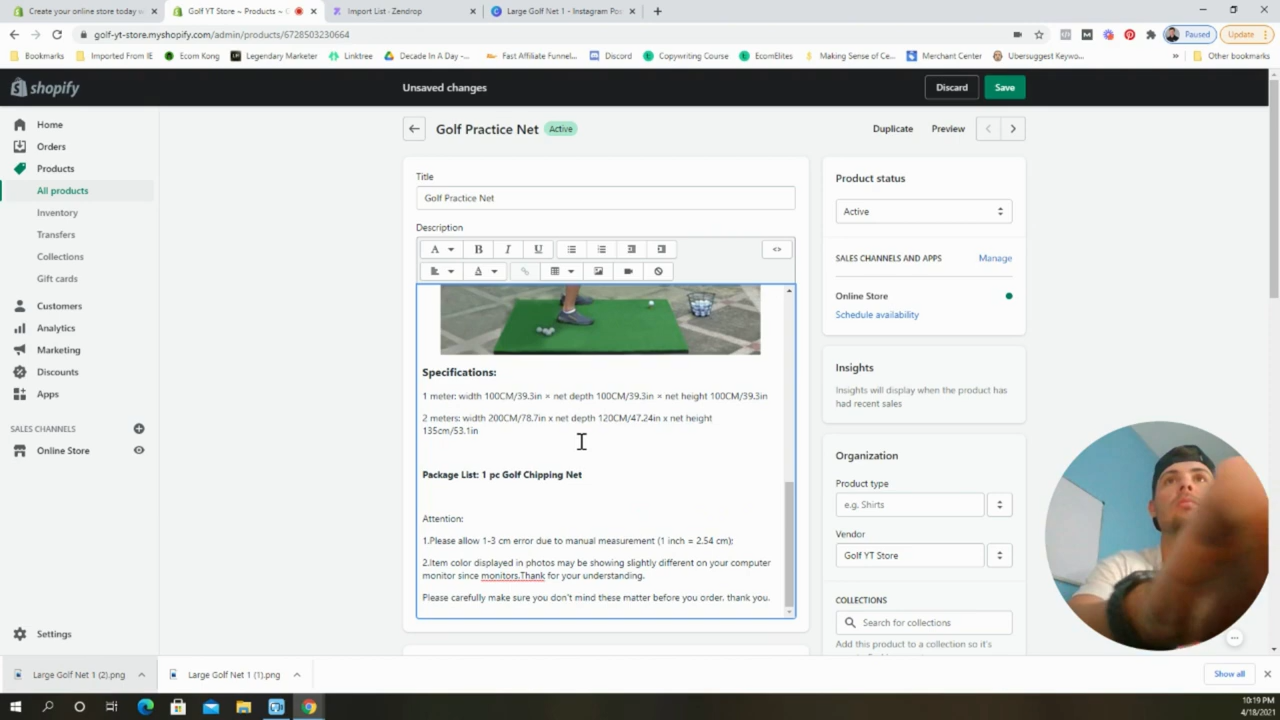 Create your online store today w
Golf YT Store ~ Products ~ G
Import List - Zendrop
Large Golf Net 1 - Instagram Pos
golf-yt-store.myshopify.com/admin/products/6728503230664
Paused
Update
Bookmarks
Imported From IE
Ecom Kong
Legendary Marketer
Linktree
Decade In A Day -...
Fast Affiliate Funnel...
Discord
Copywriting Course
EcomElites
Making Sense of Ce...
Merchant Center
Ubersuggest Keywo...
Other bookmarks
shopify
Unsaved changes
Discard
Save
Home
Orders
Products
All products
Inventory
Transfers
Collections
Gift cards
Customers
Analytics
Marketing
Discounts
Apps
SALES CHANNELS
Online Store
Settings
Golf Practice Net
Active
Duplicate
Preview
Title
Golf Practice Net
Description
Specifications:
1 meter: width 100CM/39.3in × net depth 100CM/39.3in × net height 100CM/39.3in
2 meters: width 200CM/78.7in x net depth 120CM/47.24in x net height
135cm/53.1in
Package List: 1 pc Golf Chipping Net
Attention:
1.Please allow 1-3 cm error due to manual measurement (1 inch = 2.54 cm);
2.Item color displayed in photos may be showing slightly different on your computer
monitor since monitors.Thank for your understanding.
Please carefully make sure you don't mind these matter before you order. thank you.
Product status
Active
SALES CHANNELS AND APPS
Manage
Online Store
Schedule availability
Insights
Insights will display when the product has
had recent sales
Organization
Product type
e.g. Shirts
Vendor
Golf YT Store
COLLECTIONS
Search for collections
Add this product to a collection so it's
Large Golf Net 1 (2).png
Large Golf Net 1 (1).png
Show all
10:19 PM
4/18/2021